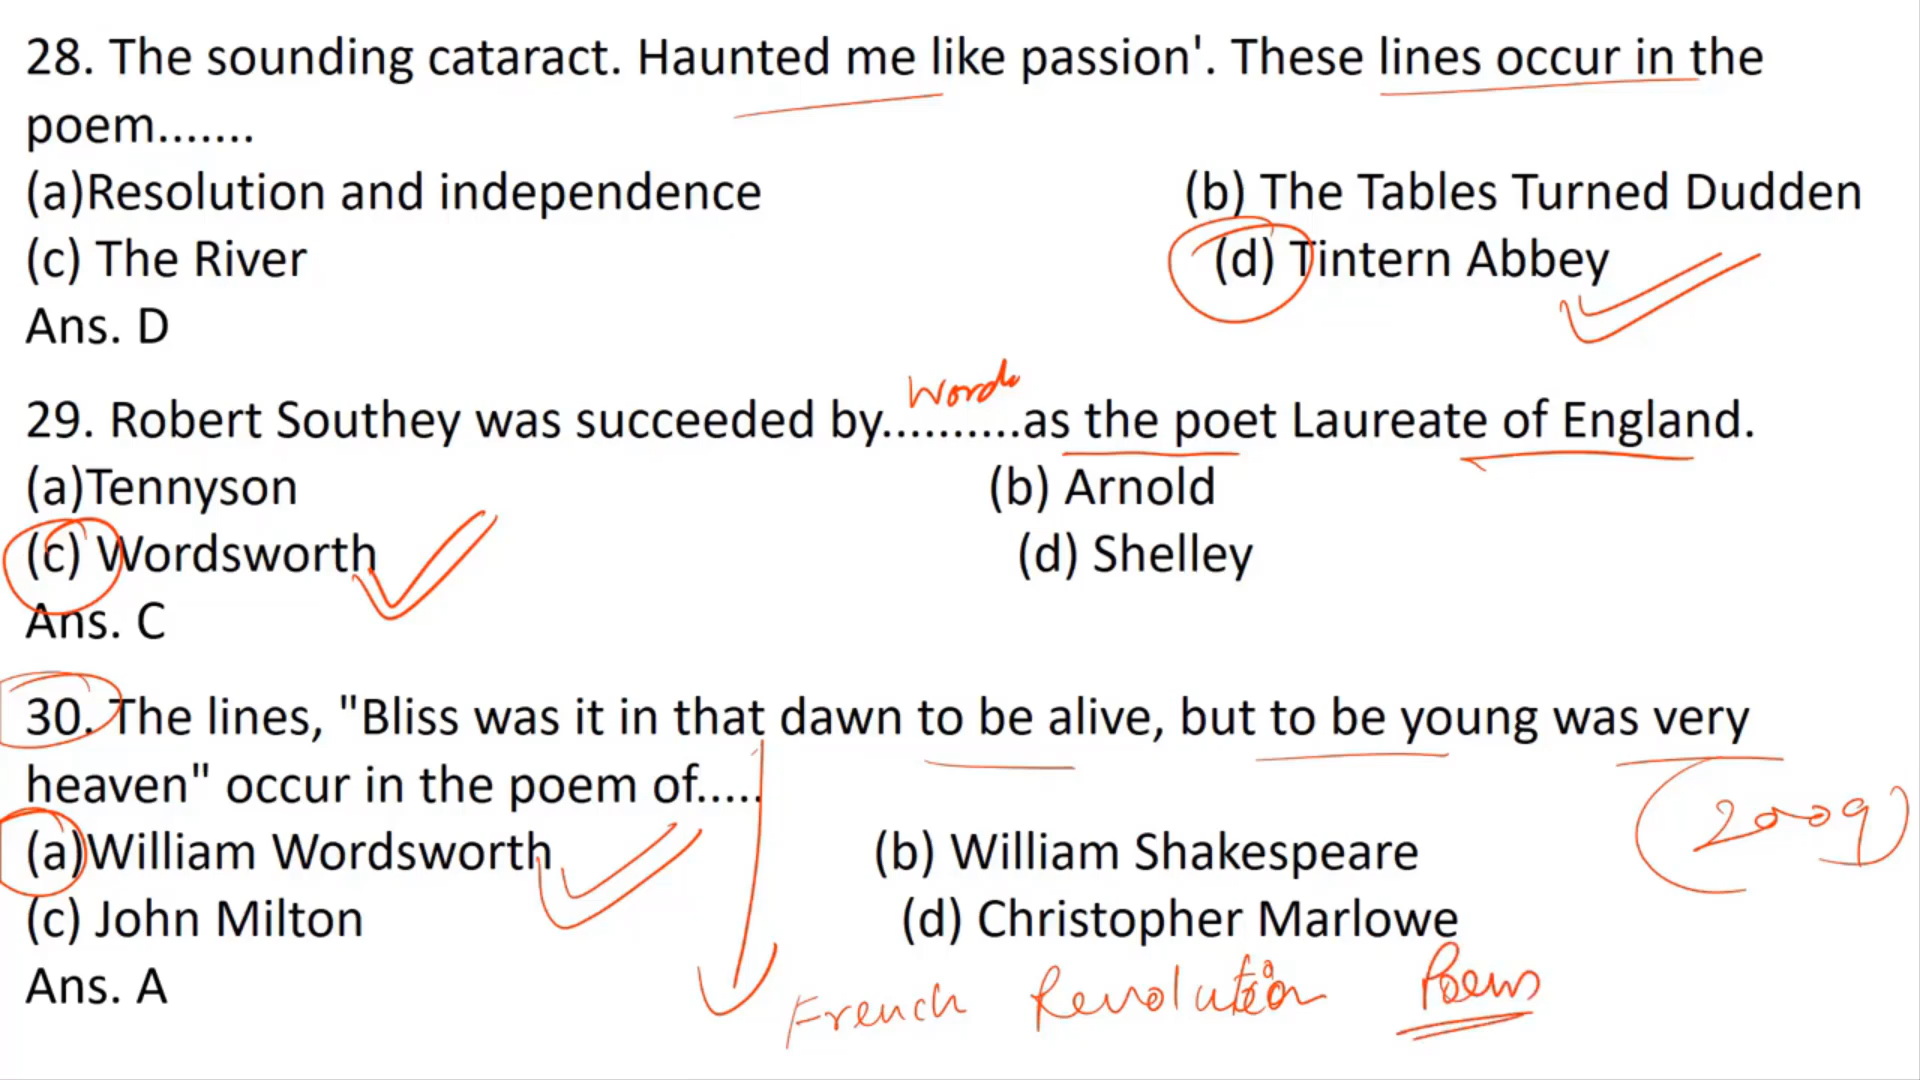 28. The sounding cataract. Haunted me like passion'. These lines occur in the
poem.......
(a)Resolution and independence (b) The Tables Turned Dudden
(c) The River (d) Tintern Abbey
Ans. D
Words
29. Robert Southey was succeeded by..........as the poet Laureate of England.
(a)Tennyson (b) Arnold
(c) Wordsworth (d) Shelley
Ans. C
30. The lines, "Bliss was it in that dawn to be alive, but to be young was very
heaven" occur in the poem of.....
2009
(a)William Wordsworth (b) William Shakespeare
(c) John Milton (d) Christopher Marlowe
Ans. A
French Revolution Poems